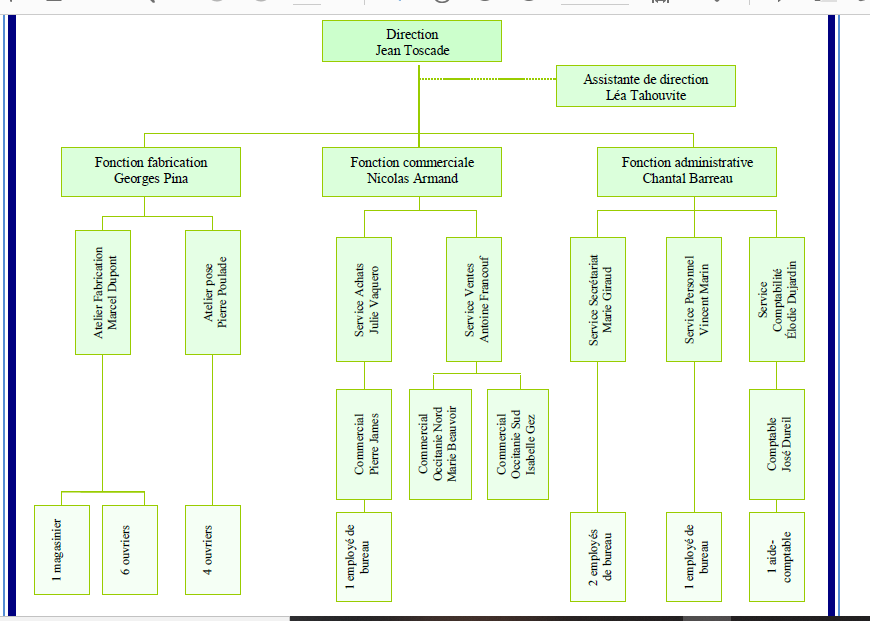 Direction
Jean Toscade
Assistante de direction
Léa Tahouvite
Fonction fabrication
Georges Pina
Fonction commerciale
Nicolas Armand
Fonction administrative
Chantal Barreau
Atelier Fabrication
Marcel Dupont
Atelier pose
Pierre Poulade
Service Achats
Julie Vaquero
Service Ventes
Antoine Francouf
Service Secrétariat
Marie Giraud
Service Personnel
Vincent Marin
Service
Comptabilité
Élodie Dujardin
Commercial
Pierre James
Commercial
Occitanie Nord
Marie Beauvoir
Commercial
Occitanie Sud
Isabelle Gez
Comptable
José Dureil
1 magasinier
6 ouvriers
4 ouvriers
1 employé de
bureau
2 employés
de bureau
1 employé de
bureau
1 aide-
comptable